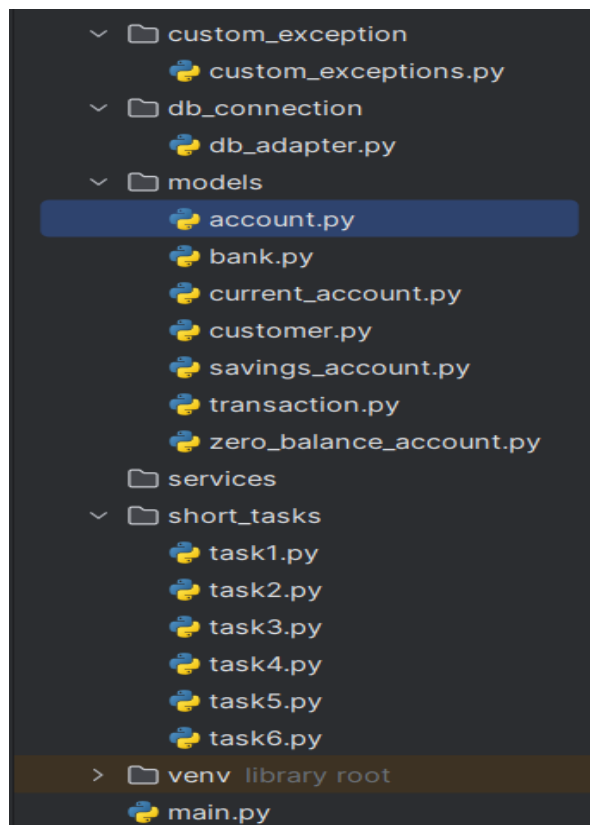 custom_exception
custom_exceptions.py
db_connection
db_adapter.py
models
account.py
bank.py
current_account.py
customer.py
savings_account.py
transaction.py
zero_balance_account.py
services
short_tasks
task1.py
task2.py
task3.py
task4.py
task5.py
task6.py
venv library root
main.py